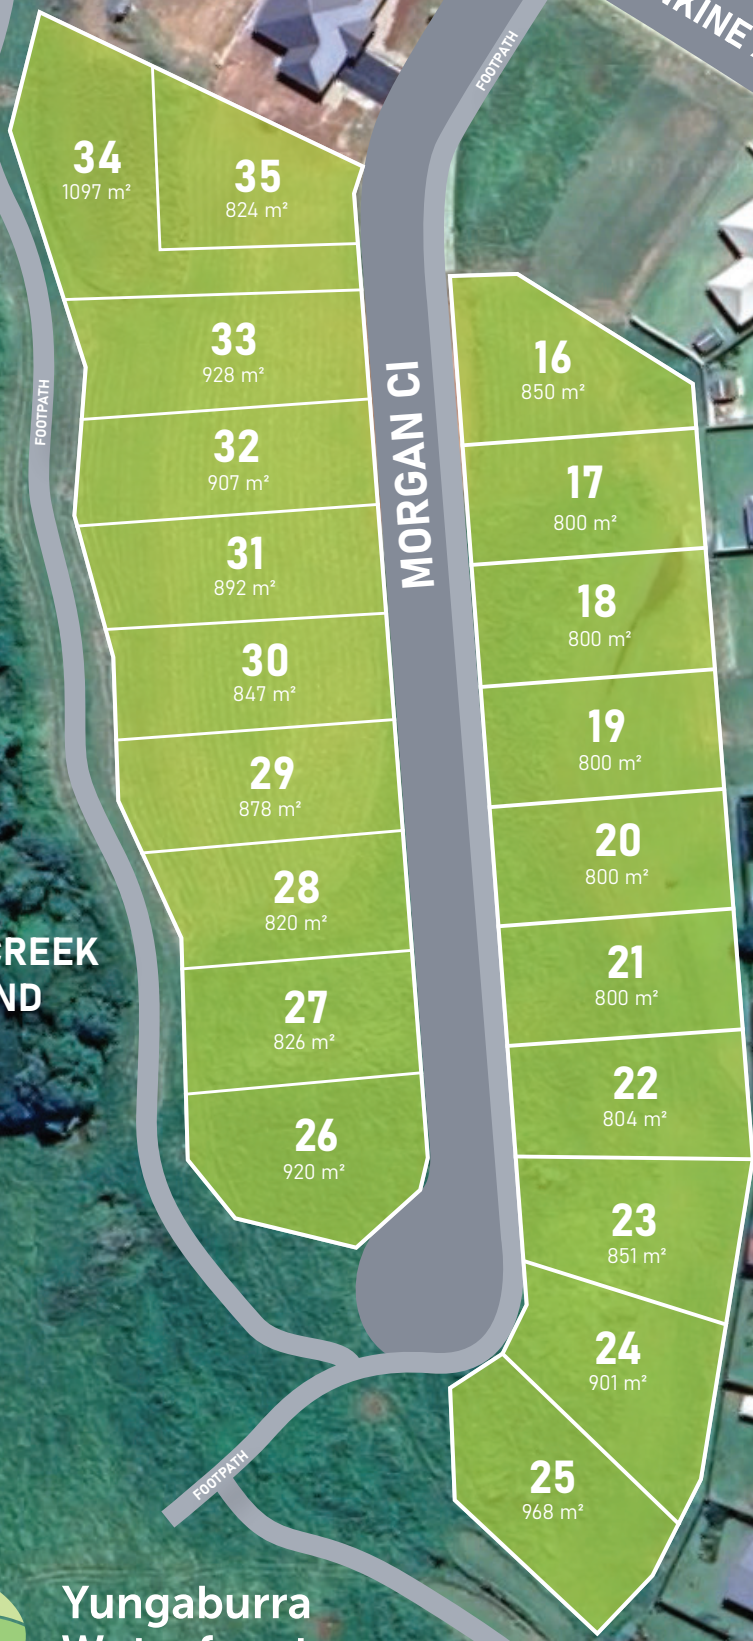 FOOTPATH
34
1097 m²
35
824 m²
33
928 m²
16
850 m²
FOOTPATH
MORGAN Cl
32
907 m²
17
800 m²
31
892 m²
18
800 m²
30
847 m²
19
800 m²
29
878 m²
20
800 m²
28
820 m²
21
800 m²
27
826 m²
22
804 m²
26
920 m²
23
851 m²
24
901 m²
25
968 m²
FOOTPATH
Yungaburra